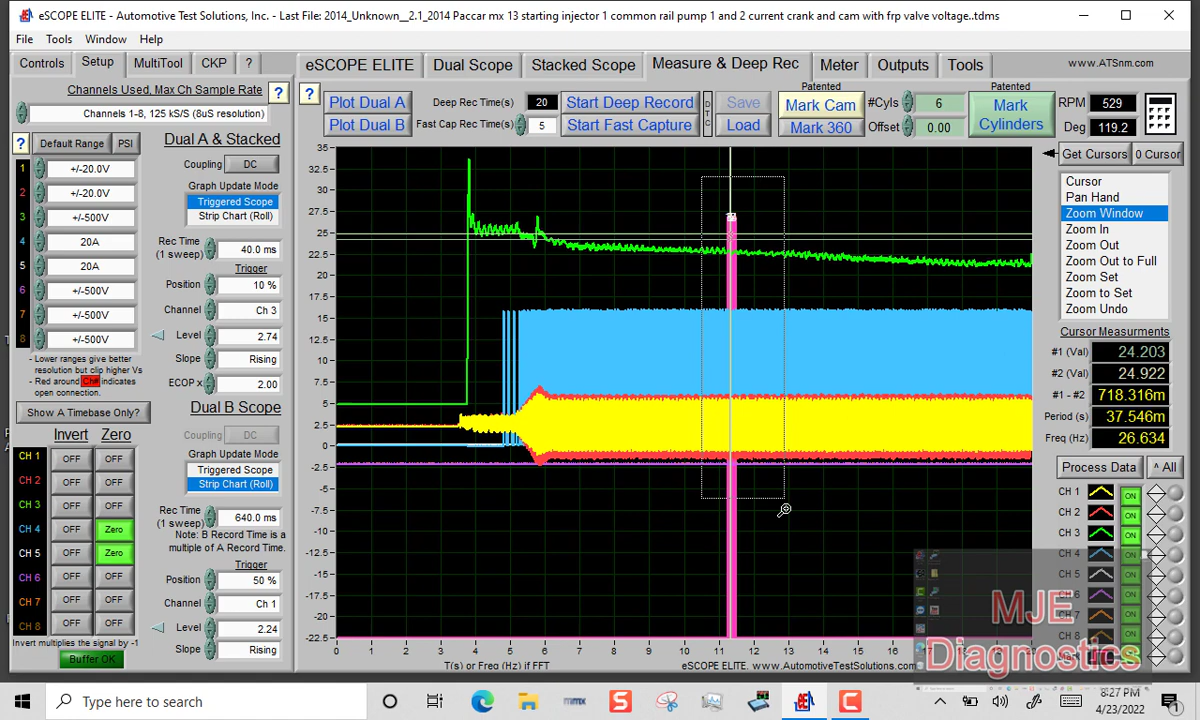 eSCOPE ELITE - Automotive Test Solutions, Inc. - Last File: 2014_Unknown__2.1_2014 Paccar mx 13 starting injector 1 common rail pump 1 and 2 current crank and cam with frp valve voltage..tdms
File Tools Window Help
Controls Setup MultiTool CKP ?
eSCOPE ELITE Dual Scope Stacked Scope Measure & Deep Rec Meter Outputs Tools www.ATSnm.com
Channels Used, Max Ch Sample Rate ?
Channels 1-8, 125 kS/S (8uS resolution)
? Default Range PSI
1 +/-20.0V
2 +/-20.0V
3 +/-500V
4 20A
5 20A
6 +/-500V
7 +/-500V
8 +/-500V
- Lower ranges give better
resolution but clip higher Vs
- Red around Ch# indicates
open connection.
Show A Timebase Only?
Invert Zero
CH 1 OFF OFF
CH 2 OFF OFF
CH 3 OFF OFF
CH 4 OFF Zero
CH 5 OFF Zero
CH 6 OFF OFF
CH 7 OFF OFF
CH 8 OFF OFF
Invert multiplies the signal by -1
Buffer OK
Dual A & Stacked
Coupling DC
Graph Update Mode
Triggered Scope
Strip Chart (Roll)
Rec Time
(1 sweep) 40.0 ms
Trigger
Position 10 %
Channel Ch 3
Level 2.74
Slope Rising
ECOP x 2.00
Dual B Scope
Coupling DC
Graph Update Mode
Triggered Scope
Strip Chart (Roll)
Rec Time
(1 sweep) 640.0 ms
Note: B Record Time is a
multiple of A Record Time.
Trigger
Position 50 %
Channel Ch 1
Level 2.24
Slope Rising
? Plot Dual A Deep Rec Time(s) 20 Start Deep Record DTC Save
Plot Dual B Fast Cap Rec Time(s) 5 Start Fast Capture Load
Patented
Mark Cam
Mark 360
#Cyls 6
Offset 0.00
Patented
Mark
Cylinders
RPM 529
Deg 119.2
Get Cursors 0 Cursor
35
32.5
30
27.5
25
22.5
20
17.5
15
12.5
10
7.5
5
2.5
0
-2.5
-5
-7.5
-10
-12.5
-15
-17.5
-20
-22.5
0 1 2 3 4 5 6 7 8 9 10 11 12 13 14 15 16 17 18 19 20
T(s) or Freq (Hz) if FFT eSCOPE ELITE. www.AutomotiveTestSolutions.com
Cursor
Pan Hand
Zoom Window
Zoom In
Zoom Out
Zoom Out to Full
Zoom Set
Zoom to Set
Zoom Undo
Cursor Measurments
#1 (Val) 24.203
#2 (Val) 24.922
#1 - #2 718.316m
Period (s) 37.546m
Freq (Hz) 26.634
Process Data ^ All
CH 1 ON
CH 2 ON
CH 3 ON
CH 4 ON
CH 5 ON
CH 6 ON
CH 7 ON
CH 8 ON
MJE
Diagnostics
Type here to search
8:27 PM
4/23/2022
1